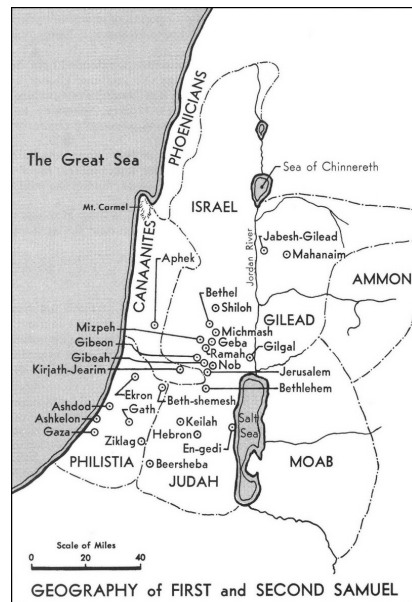 PHOENICIANS
The Great Sea
Sea of Chinnereth
ISRAEL
Mt. Carmel
CANAANITES
Aphek
Jordan River
Jabesh-Gilead
Mahanaim
AMMON
Bethel
Shiloh
GILEAD
Mizpeh
Michmash
Gibeon
Geba
Ramah
Gilgal
Gibeah
Nob
Kirjath-Jearim
Jerusalem
Bethlehem
Ekron
Beth-shemesh
Ashdod
Gath
Ashkelon
Keilah
Salt
Sea
Gaza
Ziklag
Hebron
En-gedi
PHILISTIA
Beersheba
MOAB
JUDAH
Scale of Miles
0 20 40
GEOGRAPHY of FIRST and SECOND SAMUEL